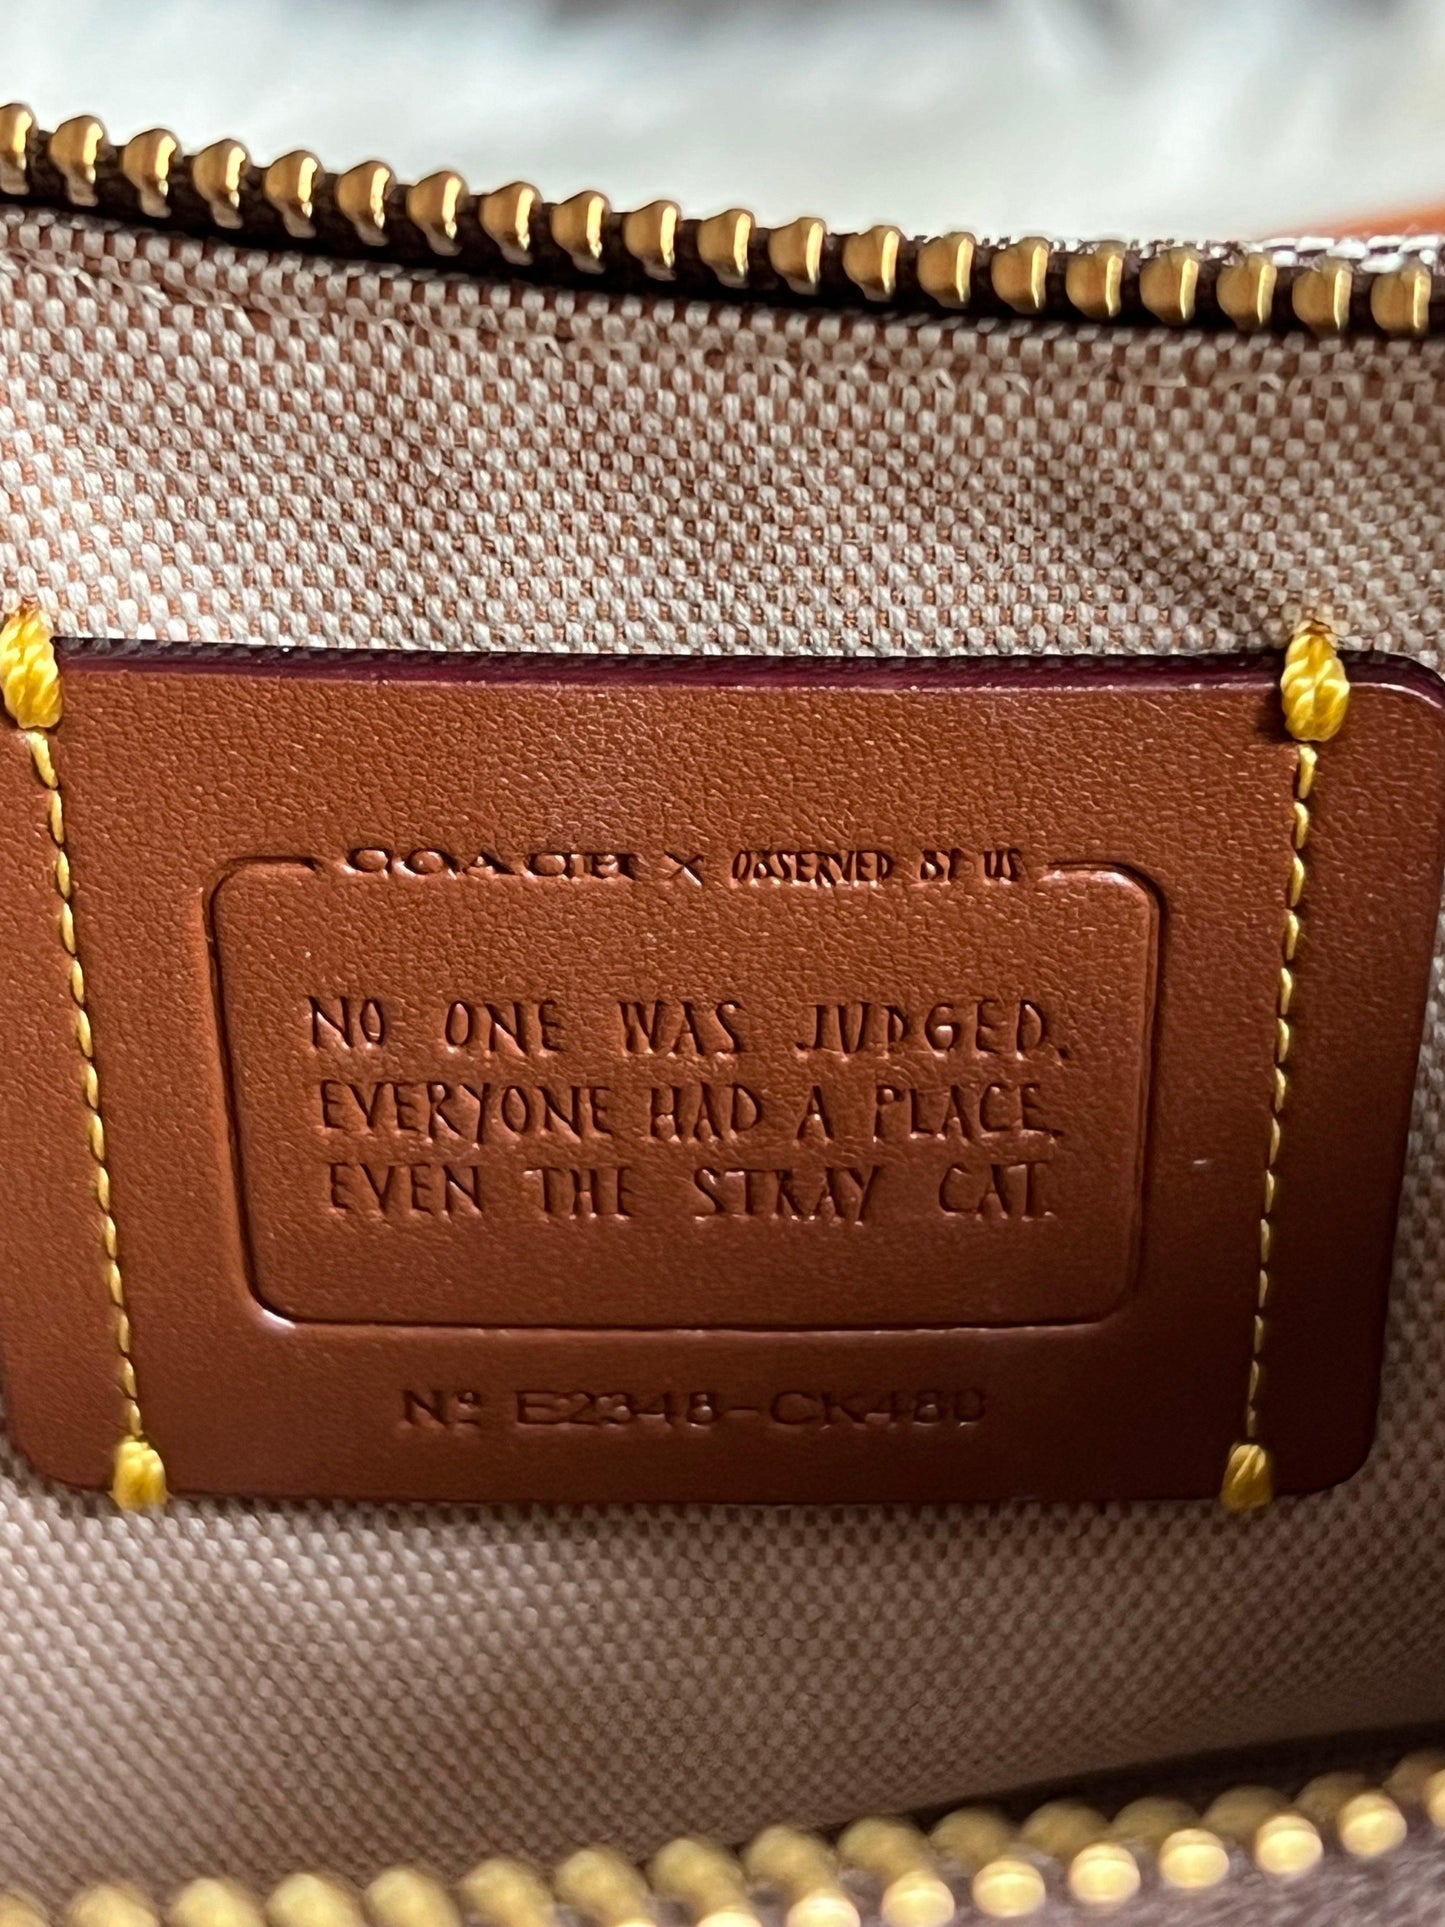 COACH × OBSERVED BY US
NO ONE WAS JUDGED.
EVERYONE HAD A PLACE.
EVEN THE STRAY CAT.
Nº E2348-CK480